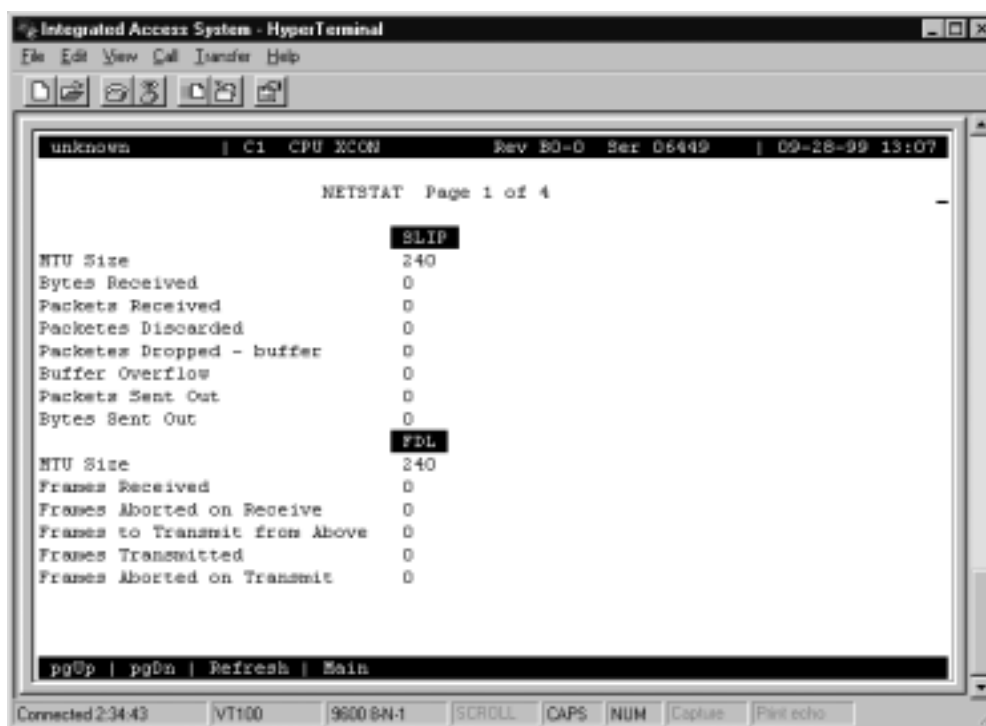 Integrated Access System - HyperTerminal
File Edit View Call Transfer Help
unknown | C1 CPU XCON Rev B0-0 Ser 06449 | 09-28-99 13:07
NETSTAT Page 1 of 4
SLIP
MTU Size 240
Bytes Received 0
Packets Received 0
Packetes Discarded 0
Packetes Dropped - buffer 0
Buffer Overflow 0
Packets Sent Out 0
Bytes Sent Out 0
FDL
MTU Size 240
Frames Received 0
Frames Aborted on Receive 0
Frames to Transmit from Above 0
Frames Transmitted 0
Frames Aborted on Transmit 0
pgUp | pgDn | Refresh | Main
Connected 2:34:43 VT100 9600 8-N-1 SCROLL CAPS NUM Capture Print echo